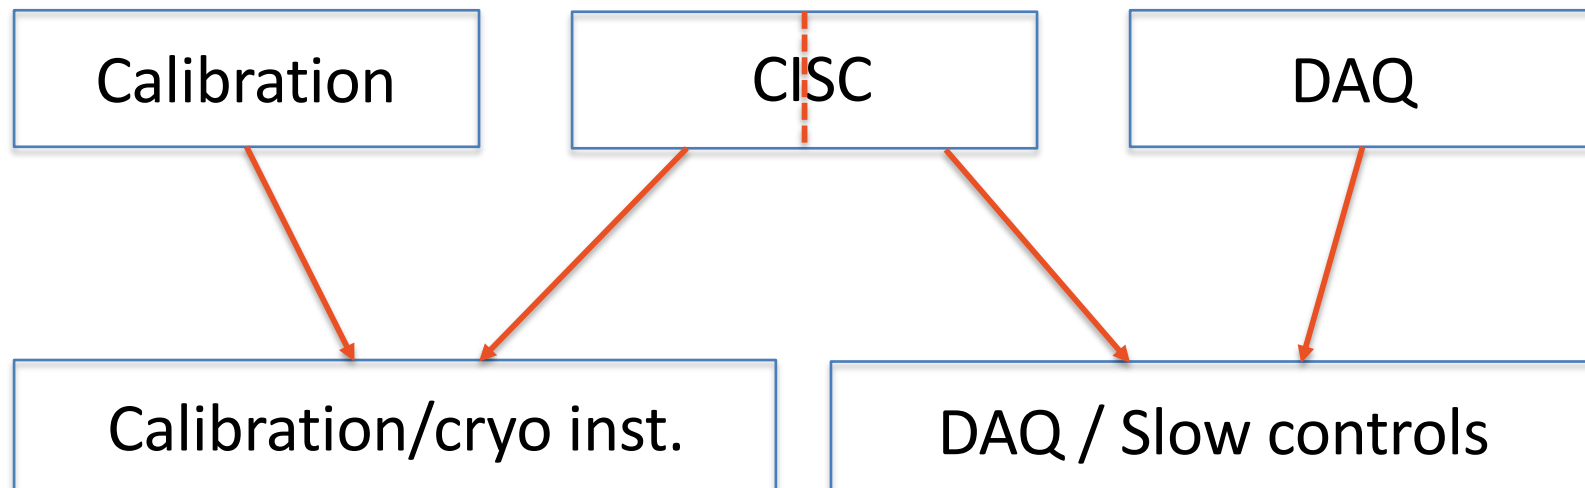 Calibration
CISC
DAQ
Calibration/cryo inst.
DAQ / Slow controls